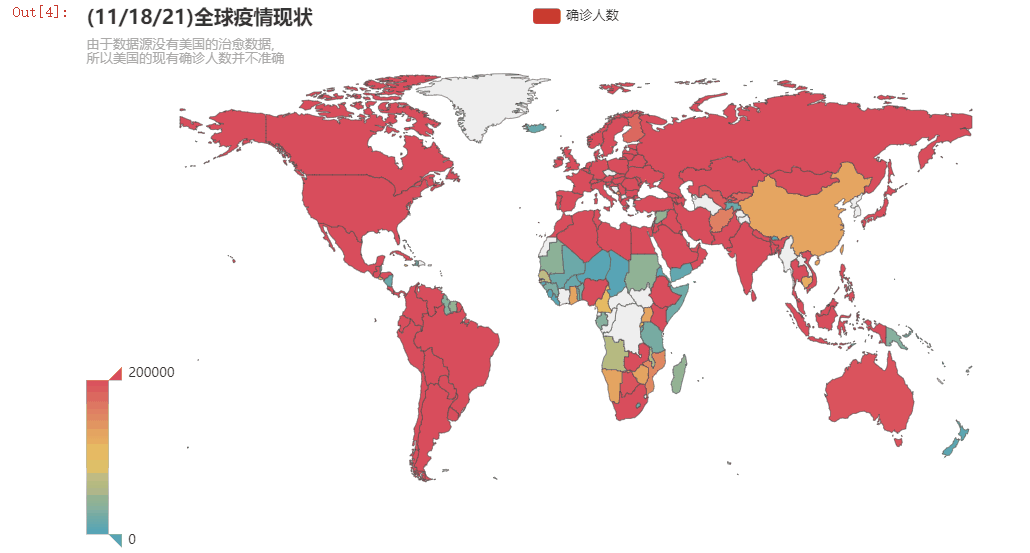 Out[4]:
(11/18/21)全球疫情现状
确诊人数
由于数据源没有美国的治愈数据,
所以美国的现有确诊人数并不准确
200000
0